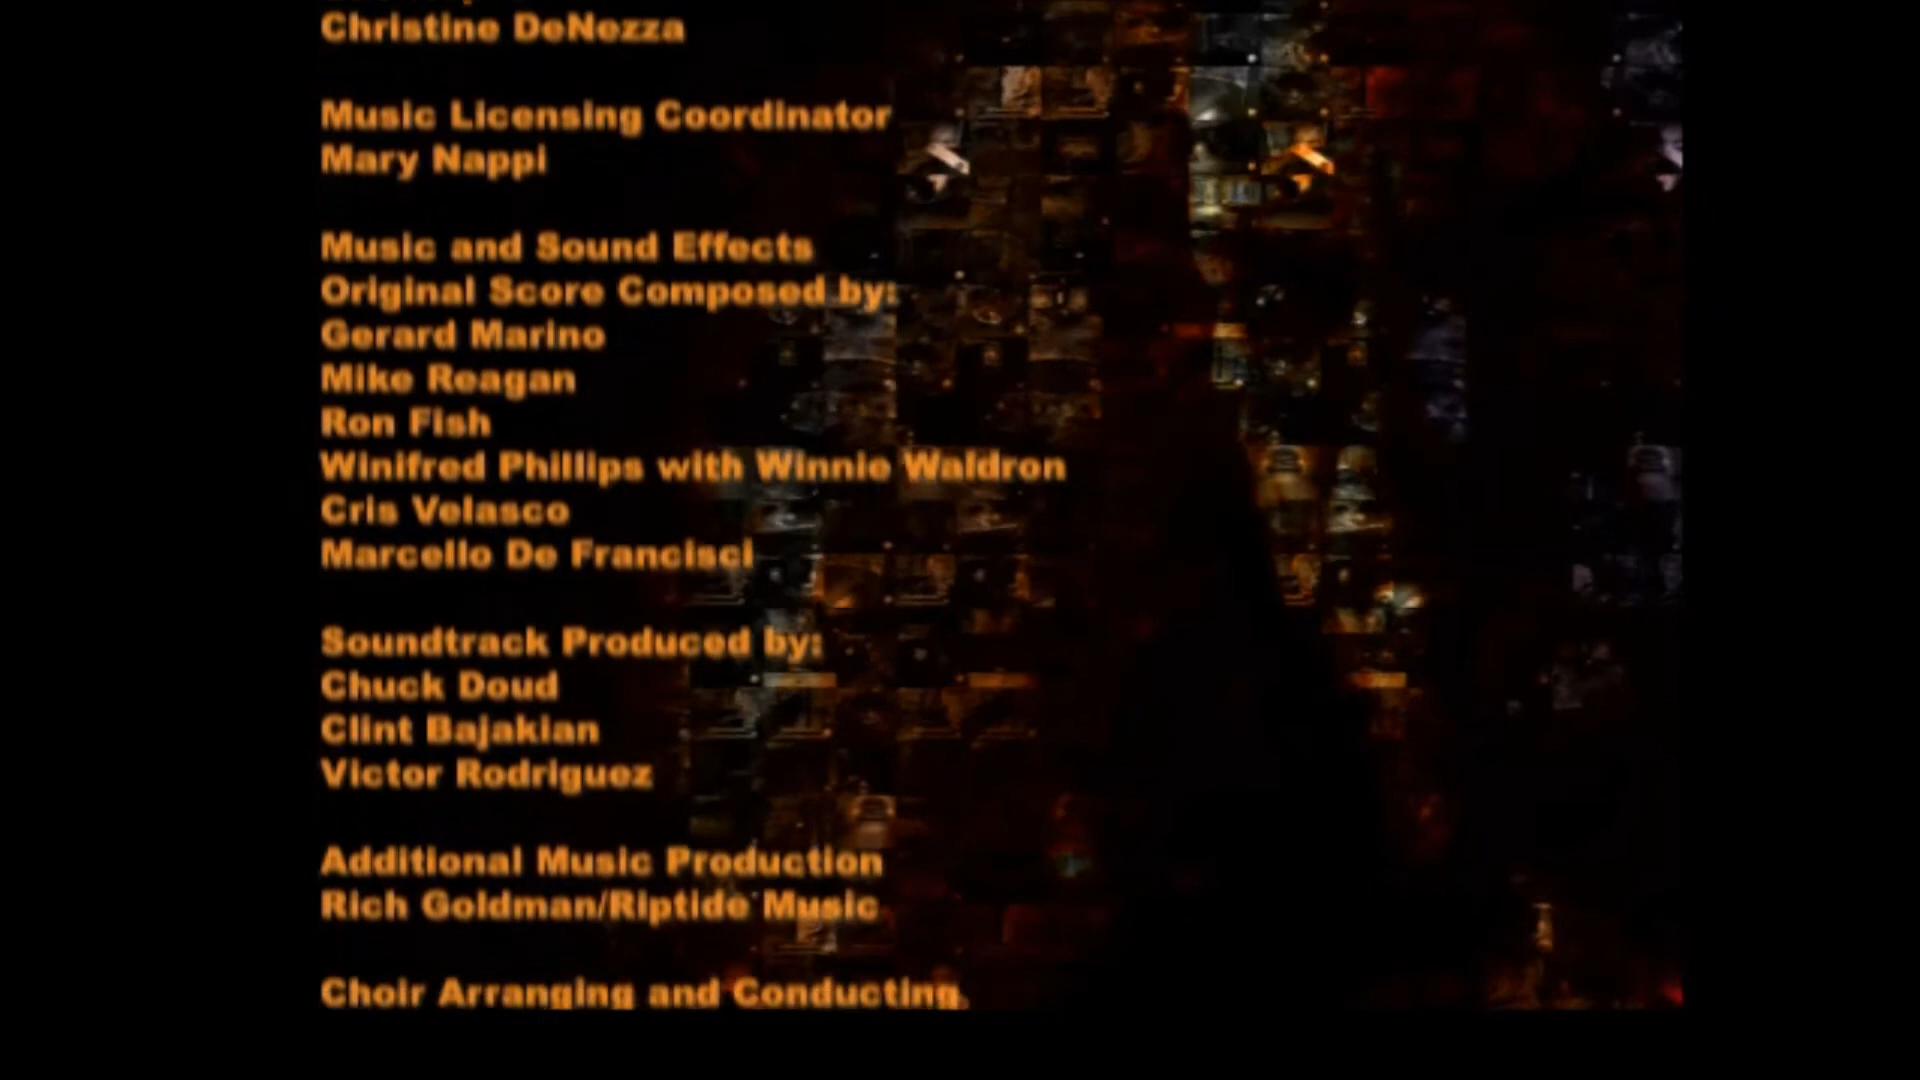 Christine DeNezza
Music Licensing Coordinator
Mary Nappi
Music and Sound Effects
Original Score Composed by:
Gerard Marino
Mike Reagan
Ron Fish
Winifred Phillips with Winnie Waldron
Cris Velasco
Marcello De Francisci
Soundtrack Produced by:
Chuck Doud
Clint Bajakian
Victor Rodriguez
Additional Music Production
Rich Goldman/Riptide Music
Choir Arranging and Conducting